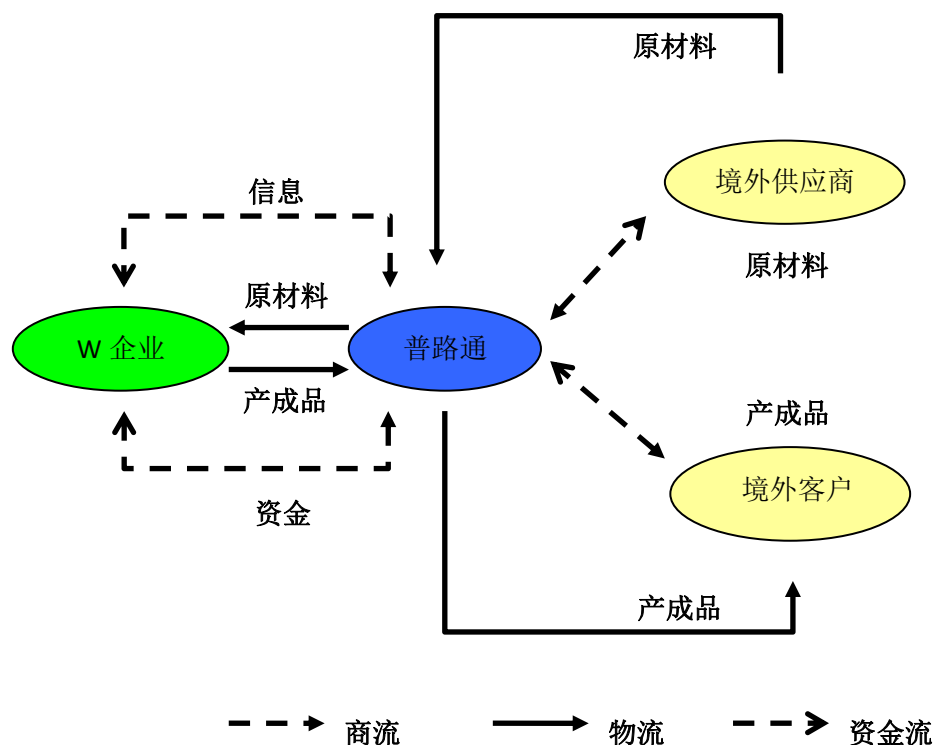 原材料
境外供应商
信息
原材料
原材料
W 企业
普路通
产成品
产成品
境外客户
资金
产成品
商流
物流
资金流